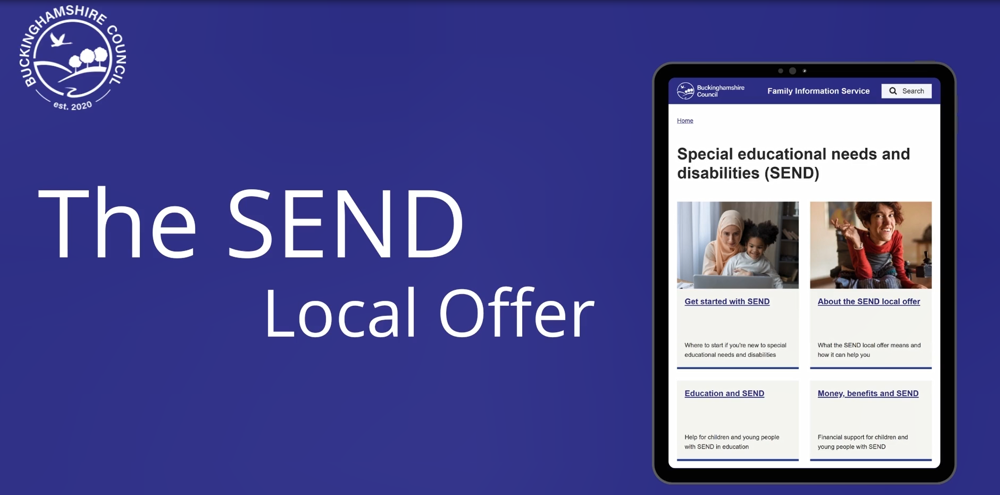 BUCKINGHAMSHIRE COUNCIL
est. 2020
The SEND
Local Offer
Buckinghamshire
Council
Family Information Service
Search
Home
Special educational needs and
disabilities (SEND)
Get started with SEND
Where to start if you're new to special
educational needs and disabilities
About the SEND local offer
What the SEND local offer means and
how it can help you
Education and SEND
Help for children and young people
with SEND in education
Money, benefits and SEND
Financial support for children and
young people with SEND